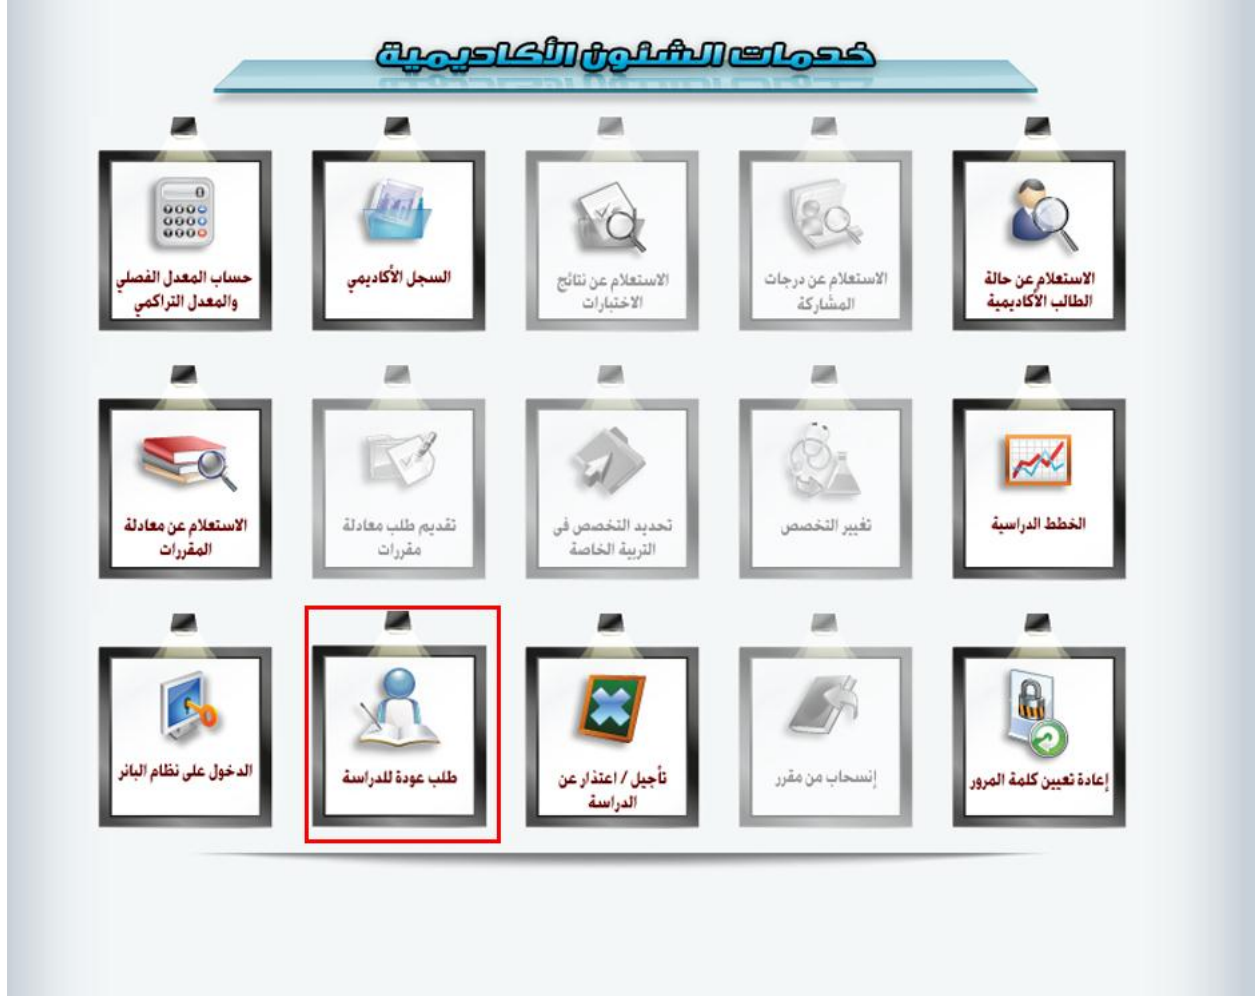 خدمات الشئون الأكاديمية
الاستعلام عن حالة
الطالب الأكاديمية
الاستعلام عن درجات
المشاركة
الاستعلام عن نتائج
الاختبارات
السجل الأكاديمي
حساب المعدل الفصلي
والمعدل التراكمي
الخطط الدراسية
تغيير التخصص
تحديد التخصص في
التربية الخاصة
تقديم طلب معادلة
مقررات
الاستعلام عن معادلة
المقررات
إعادة تعيين كلمة المرور
إنسحاب من مقرر
تأجيل / اعتذار عن
الدراسة
طلب عودة للدراسة
الدخول على نظام البانر